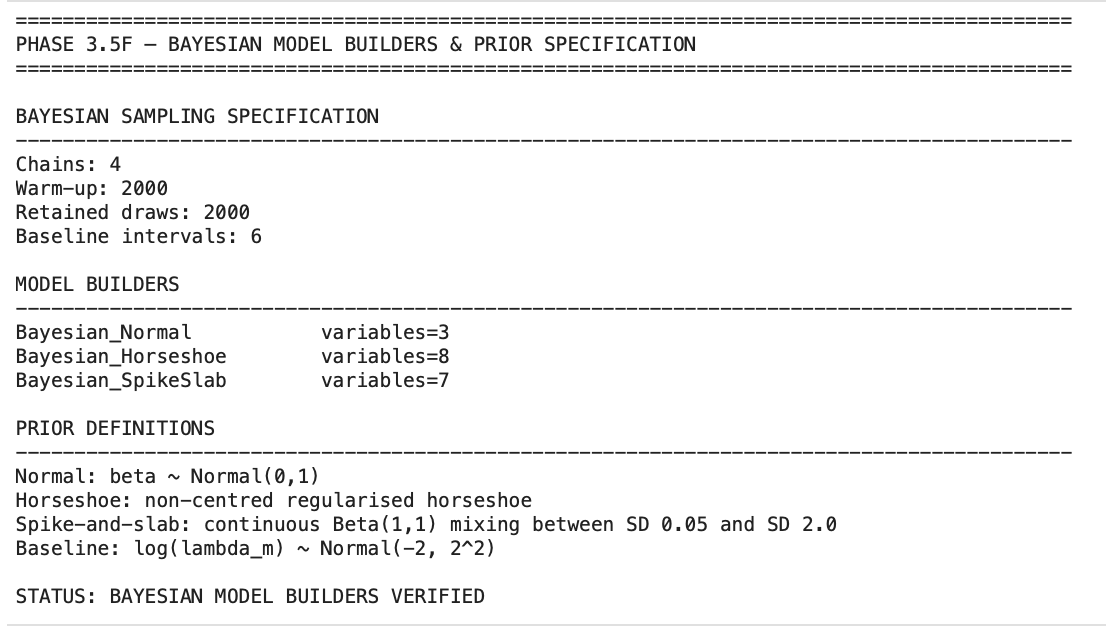 ==========================================================================================
PHASE 3.5F — BAYESIAN MODEL BUILDERS & PRIOR SPECIFICATION
==========================================================================================
BAYESIAN SAMPLING SPECIFICATION
------------------------------------------------------------------------------------------
Chains: 4
Warm-up: 2000
Retained draws: 2000
Baseline intervals: 6
MODEL BUILDERS
------------------------------------------------------------------------------------------
Bayesian_Normal           variables=3
Bayesian_Horseshoe        variables=8
Bayesian_SpikeSlab        variables=7
PRIOR DEFINITIONS
------------------------------------------------------------------------------------------
Normal: beta ~ Normal(0,1)
Horseshoe: non-centred regularised horseshoe
Spike-and-slab: continuous Beta(1,1) mixing between SD 0.05 and SD 2.0
Baseline: log(lambda_m) ~ Normal(-2, 2^2)
STATUS: BAYESIAN MODEL BUILDERS VERIFIED